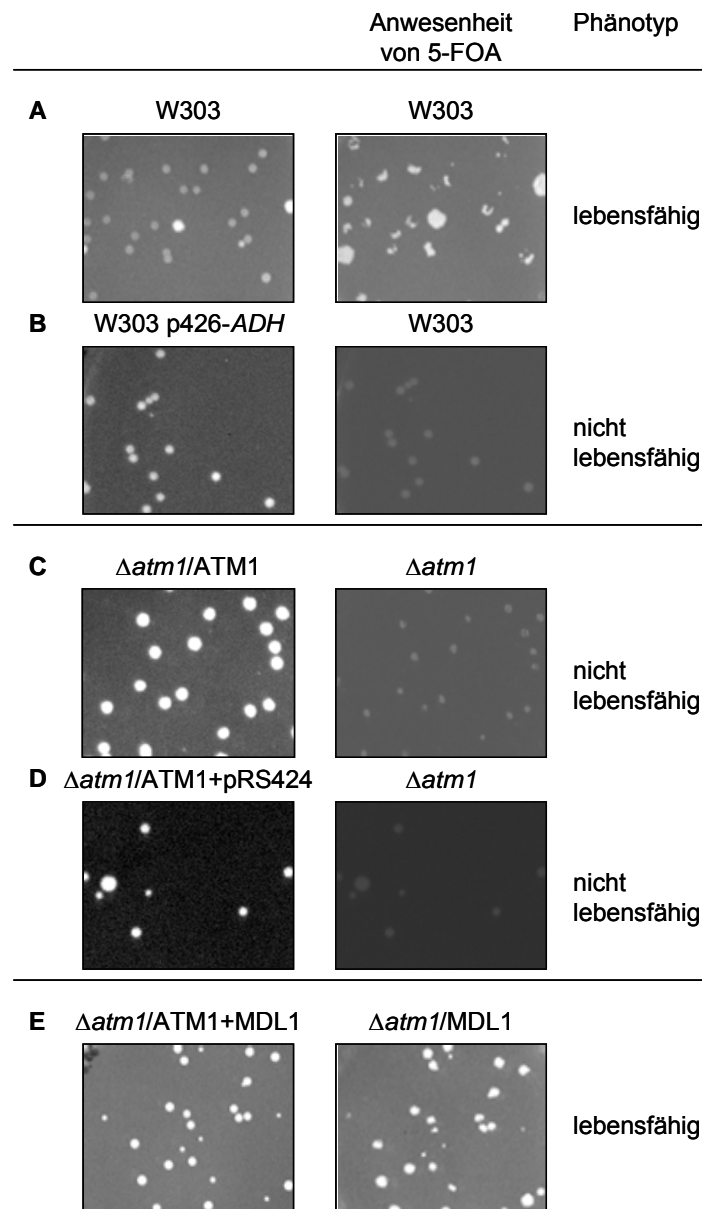 Anwesenheit
von 5-FOA
Phänotyp
A
W303
W303
lebensfähig
B
W303 p426-ADH
W303
nicht
lebensfähig
C
Δatm1/ATM1
Δatm1
nicht
lebensfähig
D
Δatm1/ATM1+pRS424
Δatm1
nicht
lebensfähig
E
Δatm1/ATM1+MDL1
Δatm1/MDL1
lebensfähig